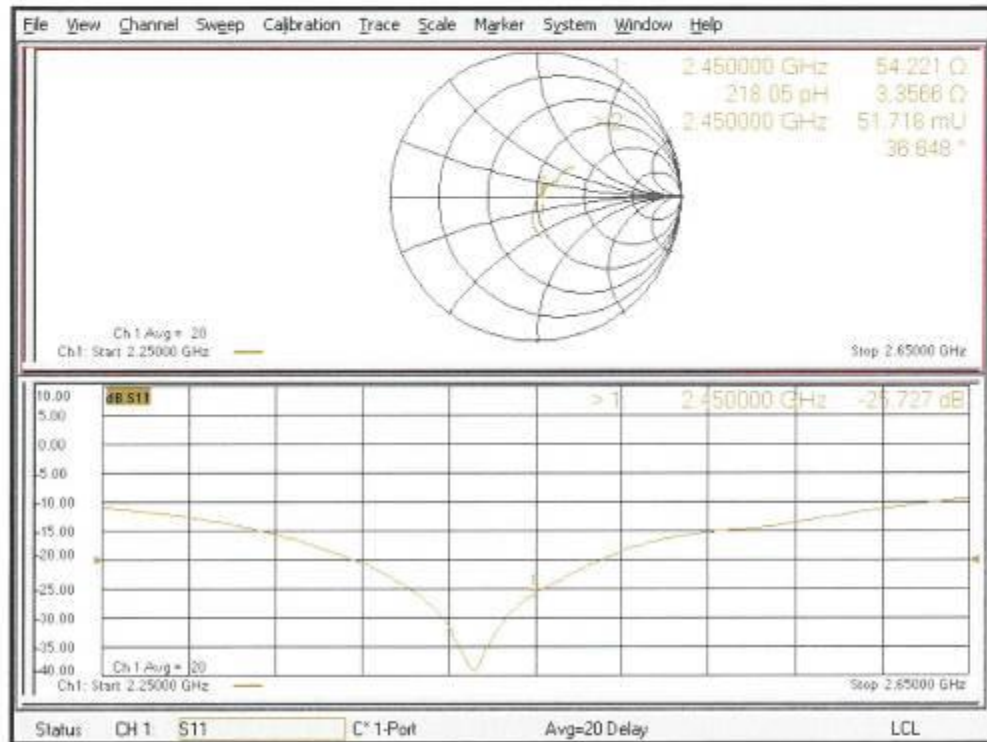 File View Channel Sweep Calibration Trace Scale Marker System Window Help
1 2.450000 GHz 54.221 Ω
218.05 pH 3.3566 Ω
> 2 2.450000 GHz 51.718 mU
36.648 °
Ch 1 Avg = 20
Ch1: Start 2.25000 GHz Stop 2.65000 GHz
10.00 dB S11 > 1 2.450000 GHz -25.727 dB
5.00
0.00
-5.00
-10.00
-15.00
-20.00
-25.00
-30.00
-35.00
-40.00 Ch 1 Avg = 20
Ch1: Start 2.25000 GHz Stop 2.65000 GHz
Status CH 1: S11 C* 1-Port Avg=20 Delay LCL